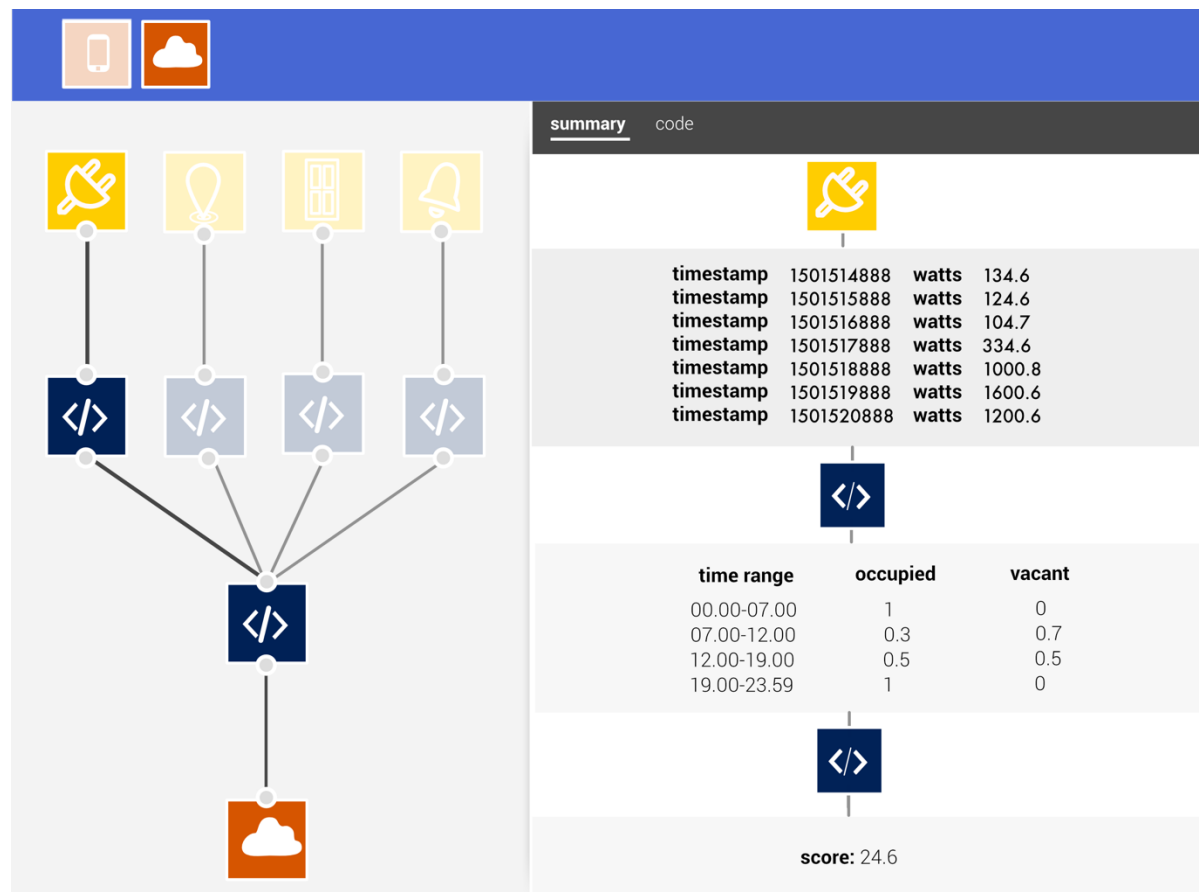 summary code
timestamp 1501514888 watts 134.6
timestamp 1501515888 watts 124.6
timestamp 1501516888 watts 104.7
timestamp 1501517888 watts 334.6
timestamp 1501518888 watts 1000.8
timestamp 1501519888 watts 1600.6
timestamp 1501520888 watts 1200.6
</>
</> </> </> </>
time range occupied vacant
00.00-07.00 1 0
07.00-12.00 0.3 0.7
12.00-19.00 0.5 0.5
19.00-23.59 1 0
</>
</>
score: 24.6